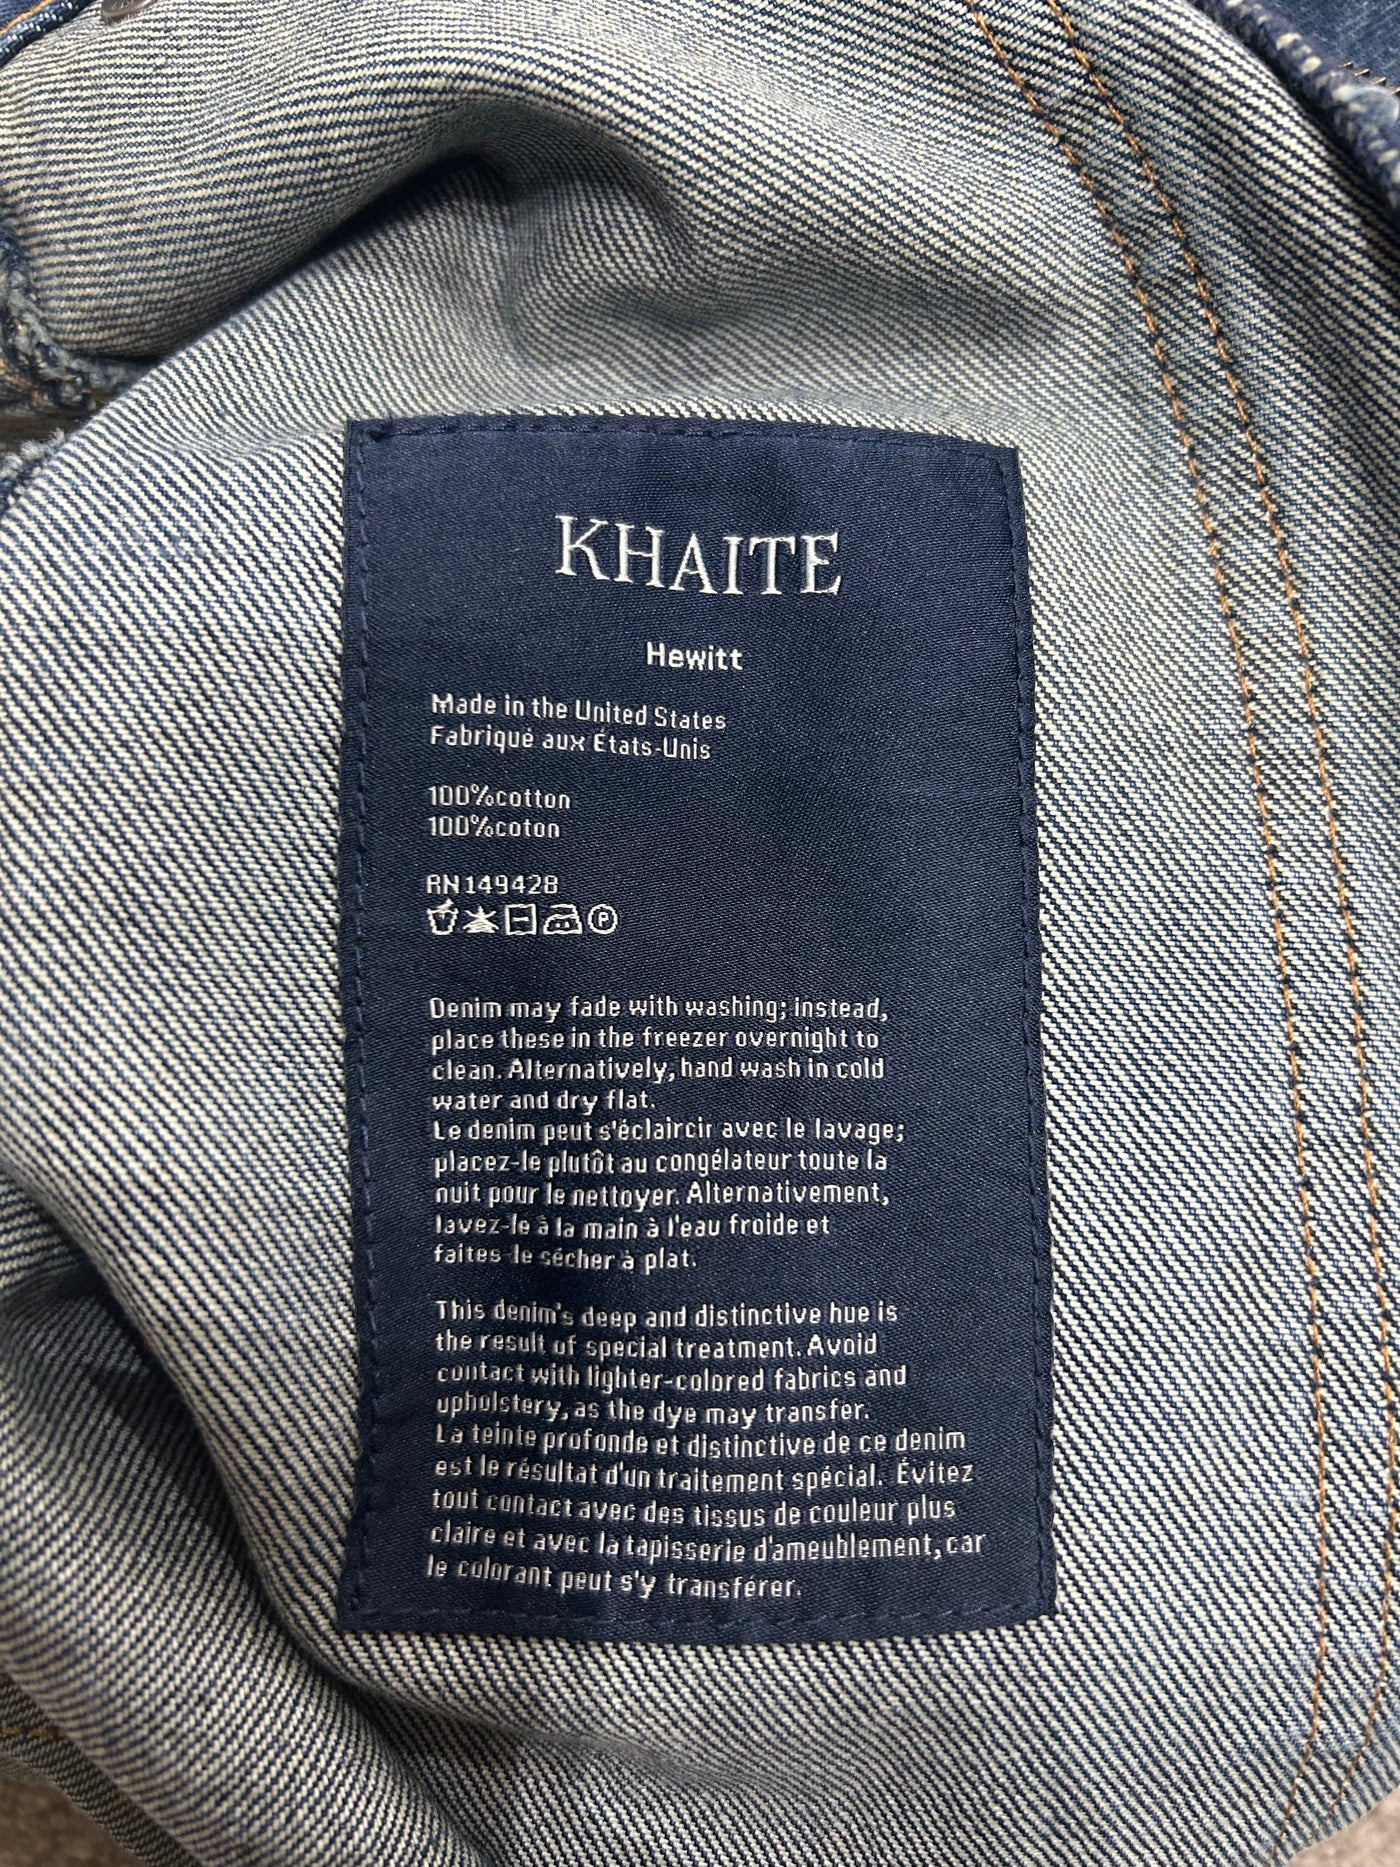 KHAITE
Hewitt
Made in the United States
Fabriqué aux États-Unis
100%cotton
100%coton
RN149428
P
Denim may fade with washing; instead,
place these in the freezer overnight to
clean. Alternatively, hand wash in cold
water and dry flat.
Le denim peut s'éclaircir avec le lavage;
placez-le plutôt au congélateur toute la
nuit pour le nettoyer. Alternativement,
lavez-le à la main à l'eau froide et
faites-le sécher à plat.
This denim's deep and distinctive hue is
the result of special treatment. Avoid
contact with lighter-colored fabrics and
upholstery, as the dye may transfer.
La teinte profonde et distinctive de ce denim
est le résultat d'un traitement spécial. Évitez
tout contact avec des tissus de couleur plus
claire et avec la tapisserie d'ameublement, car
le colorant peut s'y transférer.